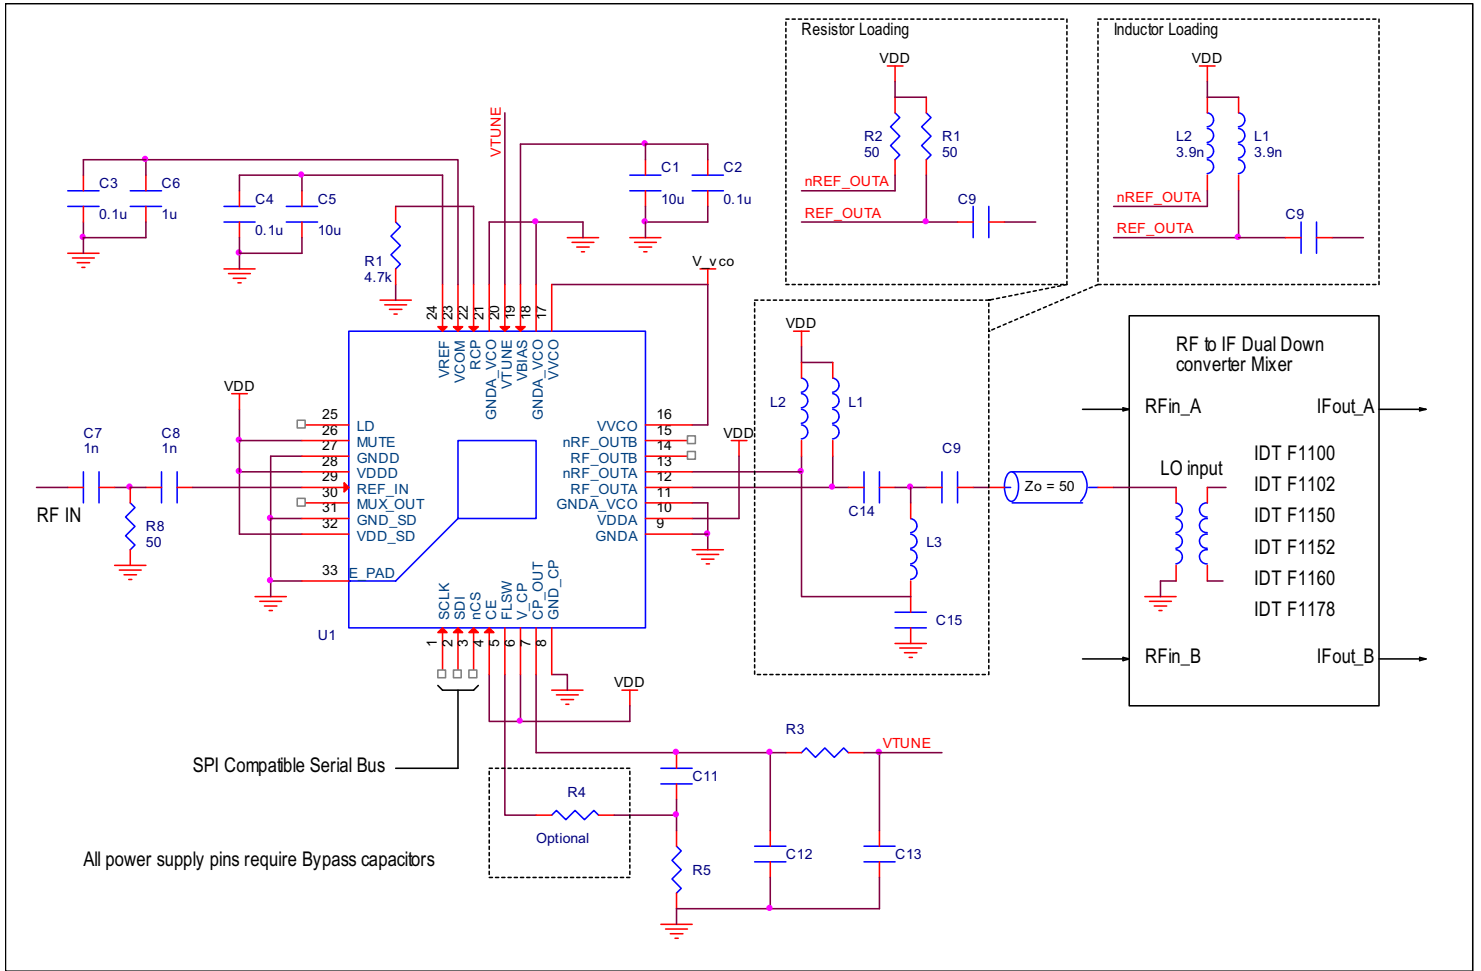 Resistor Loading
VDD
R2
50
R1
50
nREF_OUTA
REF_OUTA
C9
Inductor Loading
VDD
L2
3.9n
L1
3.9n
nREF_OUTA
REF_OUTA
C9
VTUNE
C3
0.1u
C6
1u
C4
0.1u
C5
10u
R1
4.7k
C1
10u
C2
0.1u
V_vco
24
23
22
21
20
19
18
17
VREF
VCOM
RCP
GNDA_VCO
VTUNE
VBIAS
GNDA_VCO
VVCO
VDD
25
LD
26
MUTE
27
GNDD
28
VDDD
29
REF_IN
30
MUX_OUT
31
GND_SD
32
VDD_SD
33
E_PAD
U1
C7
1n
C8
1n
RF IN
R8
50
VVCO
16
nRF_OUTB
15
RF_OUTB
14
nRF_OUTA
13
RF_OUTA
12
GNDA_VCO
11
VDDA
10
GNDA
9
VDD
SCLK
SDI
nCS
CE
FLSW
V_CP
CP_OUT
GND_CP
1
2
3
4
5
6
7
8
VDD
L2
L1
C14
C9
L3
C15
Zo = 50
RF to IF Dual Down
converter Mixer
RFin_A
IFout_A
LO input
IDT F1100
IDT F1102
IDT F1150
IDT F1152
IDT F1160
IDT F1178
RFin_B
IFout_B
VDD
SPI Compatible Serial Bus
R4
Optional
C11
R5
R3
VTUNE
C12
C13
All power supply pins require Bypass capacitors